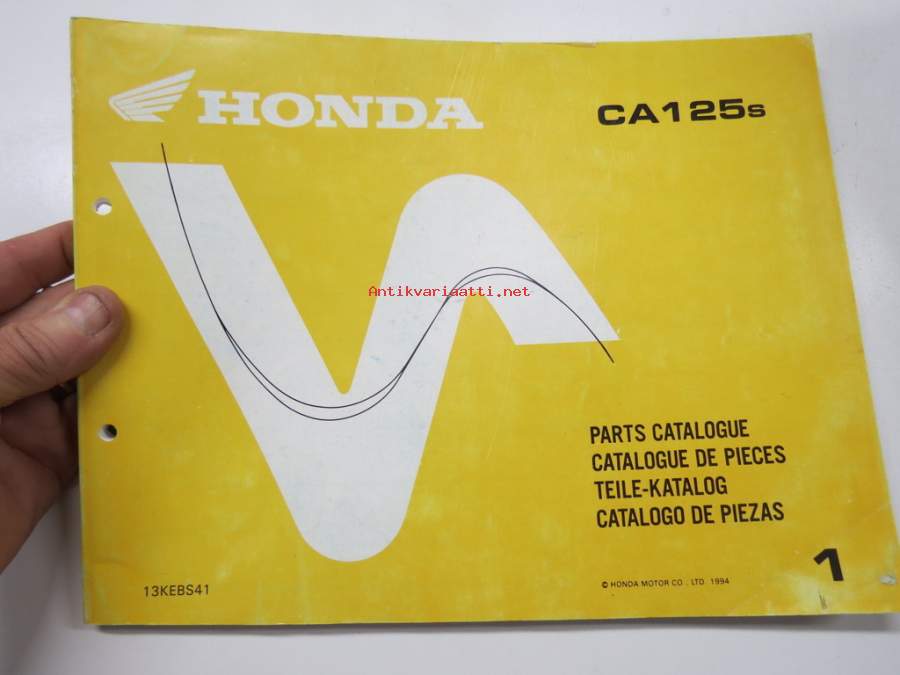 HONDA
CA125s
Antikvariaatti.net
PARTS CATALOGUE
CATALOGUE DE PIECES
TEILE-KATALOG
CATALOGO DE PIEZAS
1
13KEBS41
© HONDA MOTOR CO., LTD. 1994